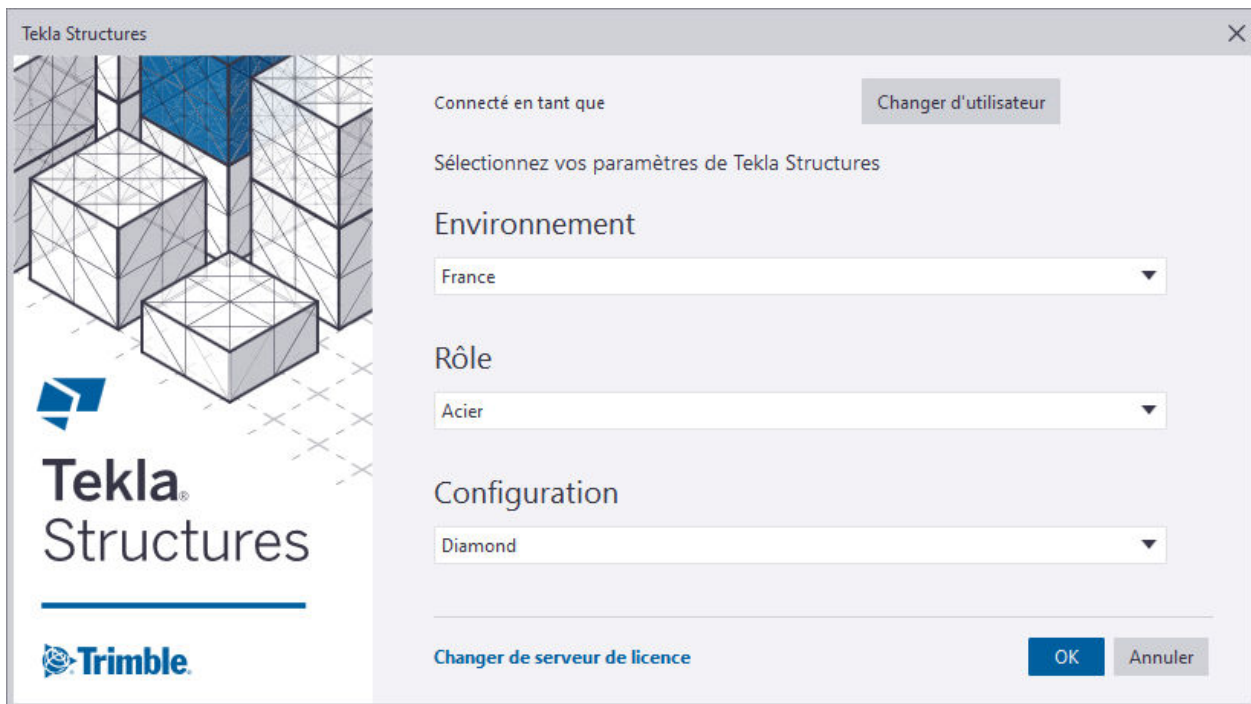 Tekla Structures
Connecté en tant que
Changer d'utilisateur
Sélectionnez vos paramètres de Tekla Structures
Environnement
France
Rôle
Acier
Configuration
Diamond
Changer de serveur de licence
OK
Annuler
Tekla®
Structures
Trimble.